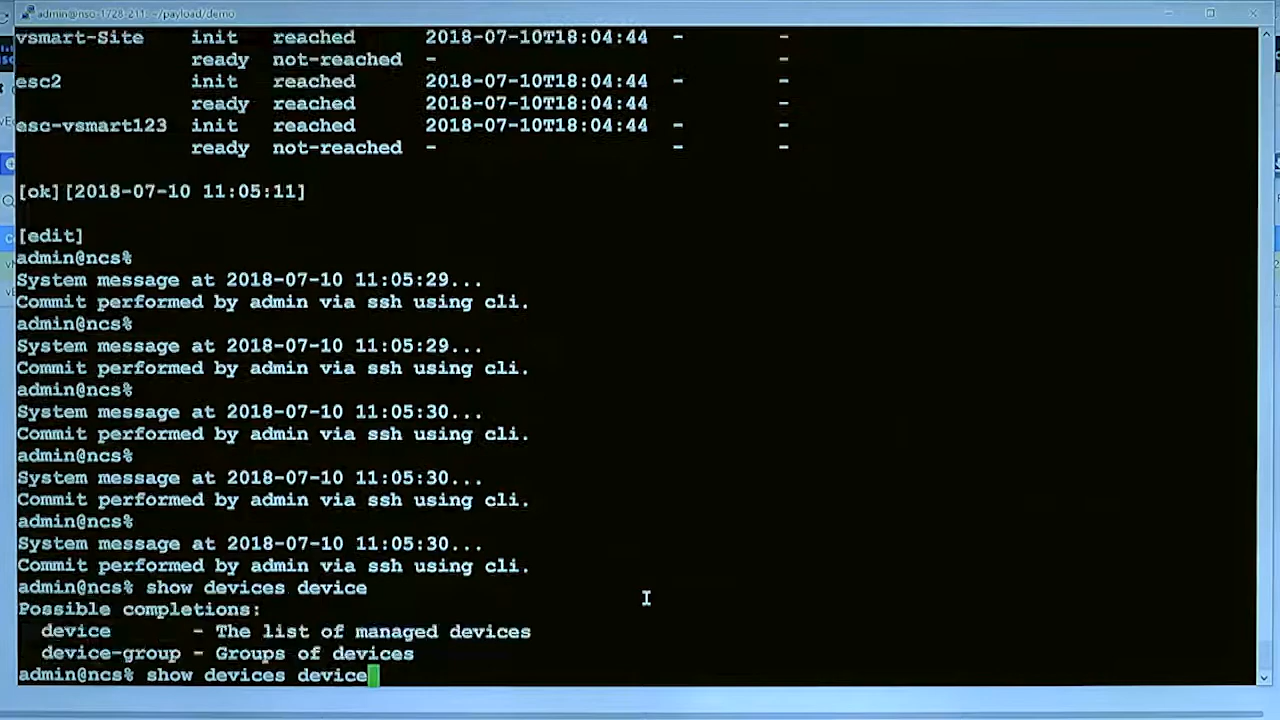 admin@nso-1728-211: ~/payload/demo
vsmart-Site init reached 2018-07-10T18:04:44 - -
ready not-reached - - -
esc2 init reached 2018-07-10T18:04:44 - -
ready reached 2018-07-10T18:04:44 - -
esc-vsmart123 init reached 2018-07-10T18:04:44 - -
ready not-reached - - -
[ok][2018-07-10 11:05:11]
[edit]
admin@ncs%
System message at 2018-07-10 11:05:29...
Commit performed by admin via ssh using cli.
admin@ncs%
System message at 2018-07-10 11:05:29...
Commit performed by admin via ssh using cli.
admin@ncs%
System message at 2018-07-10 11:05:30...
Commit performed by admin via ssh using cli.
admin@ncs%
System message at 2018-07-10 11:05:30...
Commit performed by admin via ssh using cli.
admin@ncs%
System message at 2018-07-10 11:05:30...
Commit performed by admin via ssh using cli.
admin@ncs% show devices device
Possible completions:
device - The list of managed devices
device-group - Groups of devices
admin@ncs% show devices device